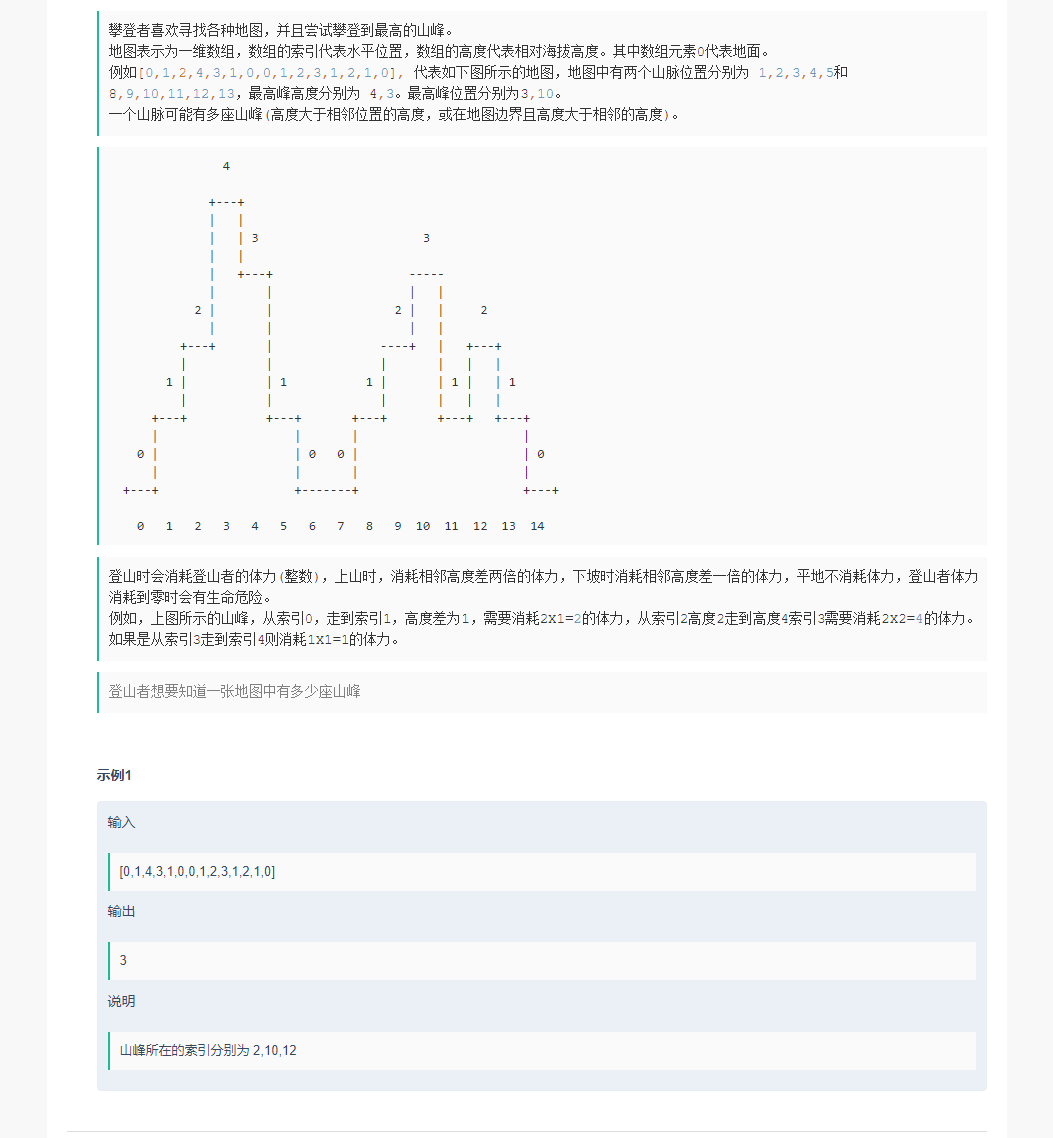 攀登者喜欢寻找各种地图，并且尝试攀登到最高的山峰。
地图表示为一维数组，数组的索引代表水平位置，数组的高度代表相对海拔高度。其中数组元素0代表地面。
例如[0,1,2,4,3,1,0,0,1,2,3,1,2,1,0]，代表如下图所示的地图，地图中有两个山脉位置分别为 1,2,3,4,5和
8,9,10,11,12,13，最高峰高度分别为 4,3。最高峰位置分别为3,10。
一个山脉可能有多座山峰(高度大于相邻位置的高度，或在地图边界且高度大于相邻的高度)。
4
+---+
| |
| | 3 3
| |
| +---+ -----
| | | |
2 | | 2 | | 2
| | | |
+---+ | ----+ | +---+
| | | | | |
1 | | 1 1 | | 1 | | 1
| | | | | |
+---+ +---+ +---+ +---+ +---+
| | | |
0 | | 0 0 | | 0
| | | |
+---+ +-------+ +---+
0 1 2 3 4 5 6 7 8 9 10 11 12 13 14
登山时会消耗登山者的体力(整数)，上山时，消耗相邻高度差两倍的体力，下坡时消耗相邻高度差一倍的体力，平地不消耗体力，登山者体力
消耗到零时会有生命危险。
例如，上图所示的山峰，从索引0，走到索引1，高度差为1，需要消耗2X1=2的体力，从索引2高度2走到高度4索引3需要消耗2X2=4的体力。
如果是从索引3走到索引4则消耗1X1=1的体力。
登山者想要知道一张地图中有多少座山峰
示例1
输入
[0,1,4,3,1,0,0,1,2,3,1,2,1,0]
输出
3
说明
山峰所在的索引分别为 2,10,12